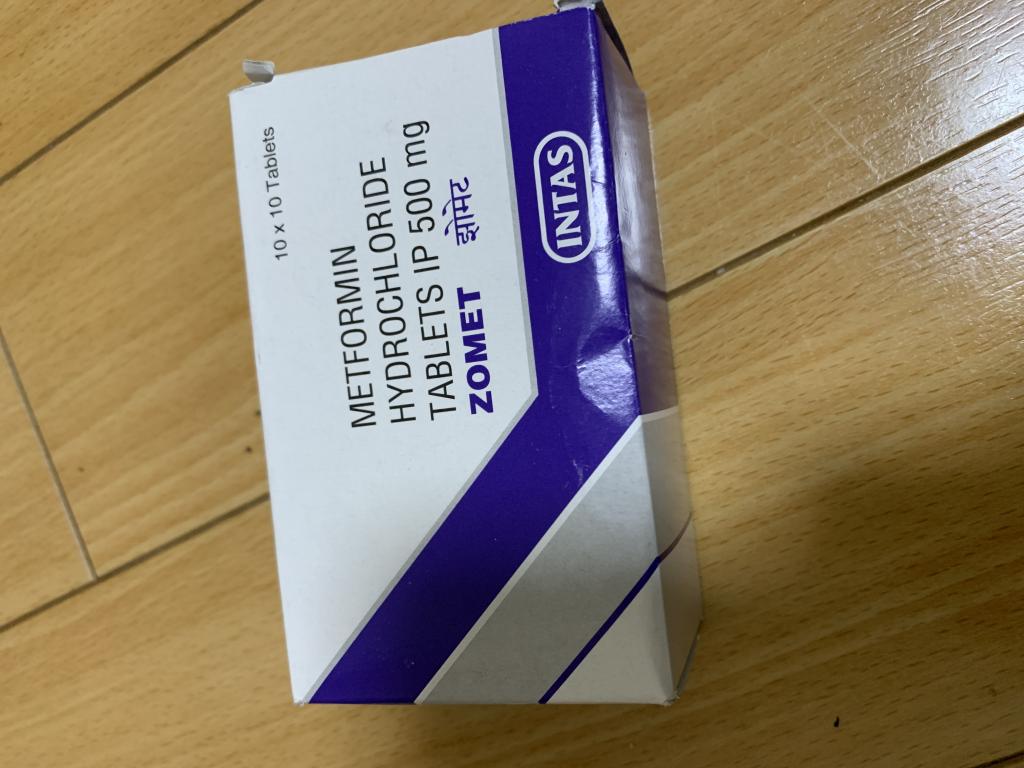 10 x 10 Tablets
METFORMIN
HYDROCHLORIDE
TABLETS IP 500 mg
ZOMET झोमेट
INTAS